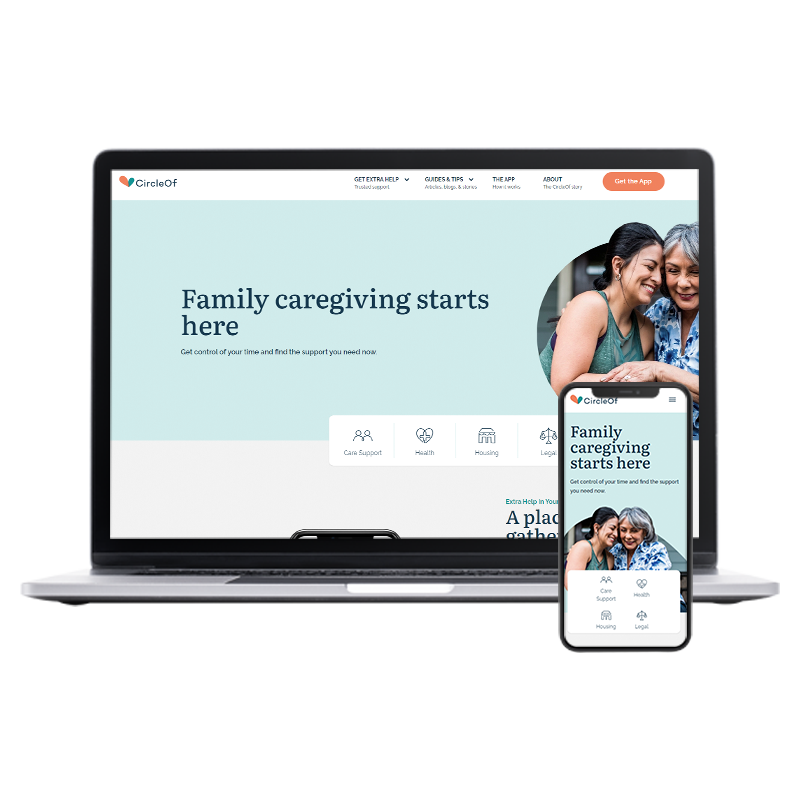 CircleOf
GET EXTRA HELP
Trusted support
GUIDES & TIPS
Articles, blogs, & stories
THE APP
How it works
ABOUT
The CircleOf story
Get the App
Family caregiving starts
here
Get control of your time and find the support you need now.
Care Support
Health
Housing
Legal
Extra Help In Your
A plac
gathe
CircleOf
Family
caregiving
starts here
Get control of your time and find the support
you need now.
Care
Support
Health
Housing
Legal